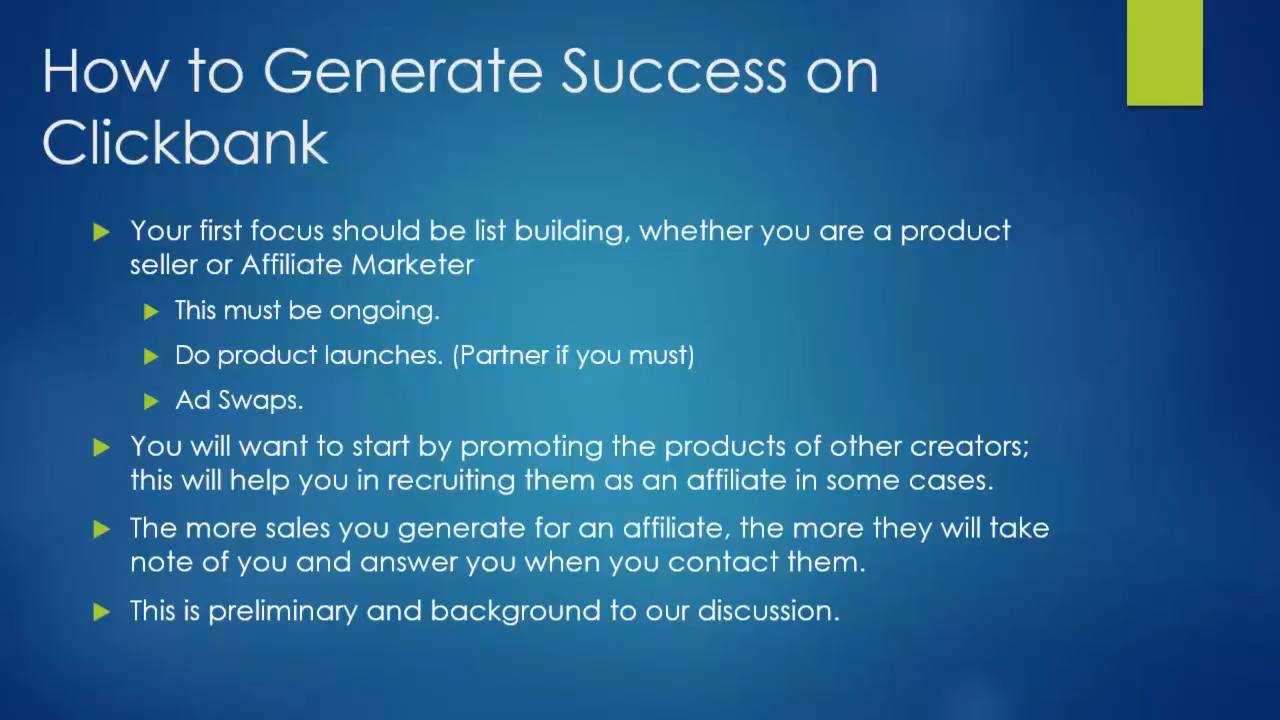 How to Generate Success on
Clickbank
Your first focus should be list building, whether you are a product
seller or Affiliate Marketer
This must be ongoing.
Do product launches. (Partner if you must)
Ad Swaps.
You will want to start by promoting the products of other creators;
this will help you in recruiting them as an affiliate in some cases.
The more sales you generate for an affiliate, the more they will take
note of you and answer you when you contact them.
This is preliminary and background to our discussion.